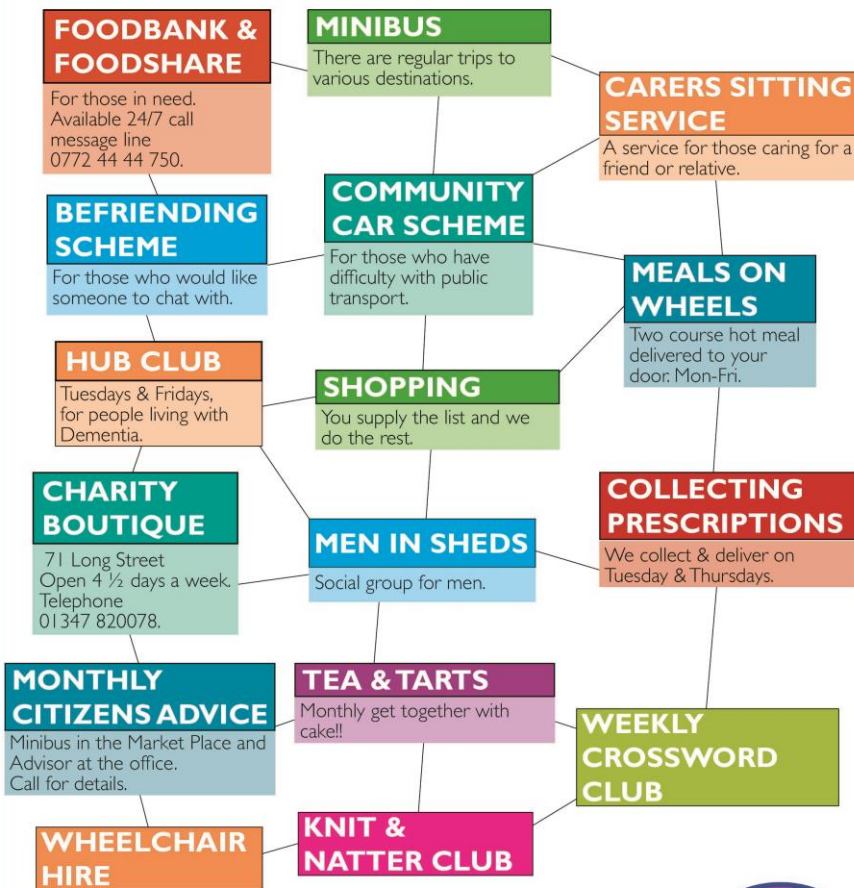 FOODBANK &
FOODSHARE
For those in need.
Available 24/7 call
message line
0772 44 44 750.
MINIBUS
There are regular trips to
various destinations.
CARERS SITTING
SERVICE
A service for those caring for a
friend or relative.
BEFRIENDING
SCHEME
For those who would like
someone to chat with.
COMMUNITY
CAR SCHEME
For those who have
difficulty with public
transport.
MEALS ON
WHEELS
Two course hot meal
delivered to your
door. Mon-Fri.
HUB CLUB
Tuesdays & Fridays,
for people living with
Dementia.
SHOPPING
You supply the list and we
do the rest.
CHARITY
BOUTIQUE
71 Long Street
Open 4 ½ days a week.
Telephone
01347 820078.
MEN IN SHEDS
Social group for men.
COLLECTING
PRESCRIPTIONS
We collect & deliver on
Tuesday & Thursdays.
MONTHLY
CITIZENS ADVICE
Minibus in the Market Place and
Advisor at the office.
Call for details.
TEA & TARTS
Monthly get together with
cake!!
WEEKLY
CROSSWORD
CLUB
WHEELCHAIR
HIRE
KNIT &
NATTER CLUB